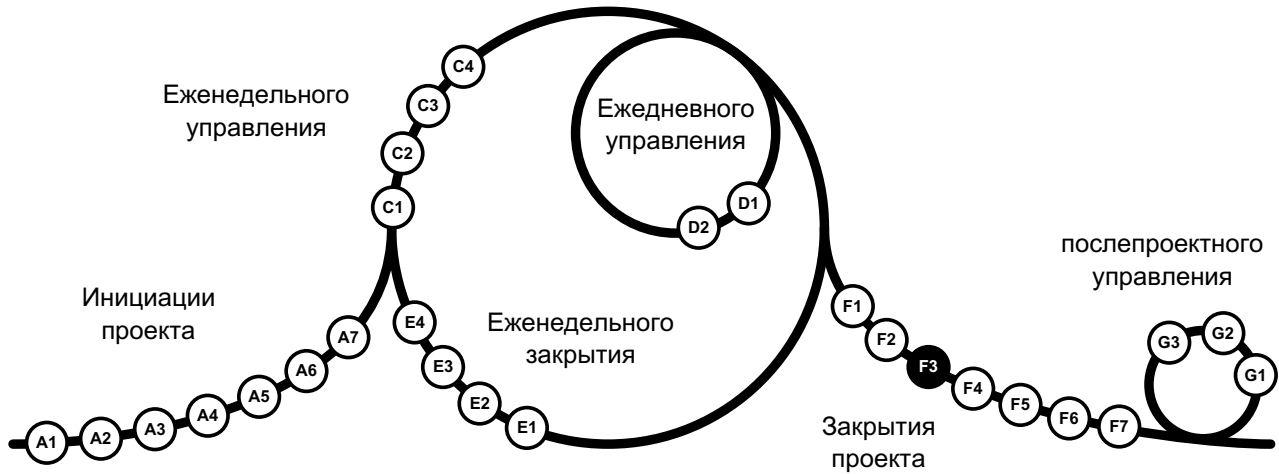 Еженедельного
управления
Ежедневного
управления
послепроектного
управления
Инициации
проекта
Еженедельного
закрытия
Закрытия
проекта
A1
A2
A3
A4
A5
A6
A7
C1
C2
C3
C4
D1
D2
E1
E2
E3
E4
F1
F2
F3
F4
F5
F6
F7
G1
G2
G3